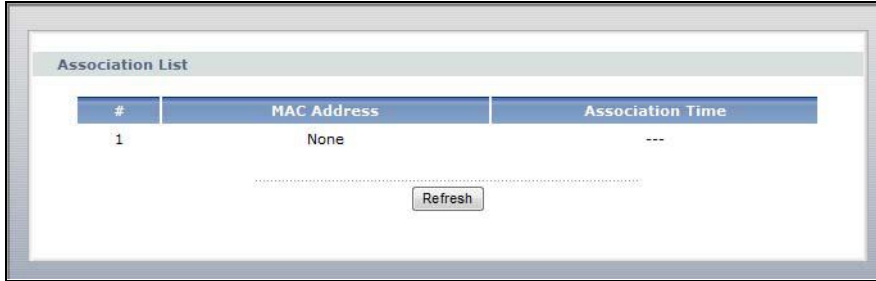 Association List
# MAC Address Association Time
1 None ---
Refresh